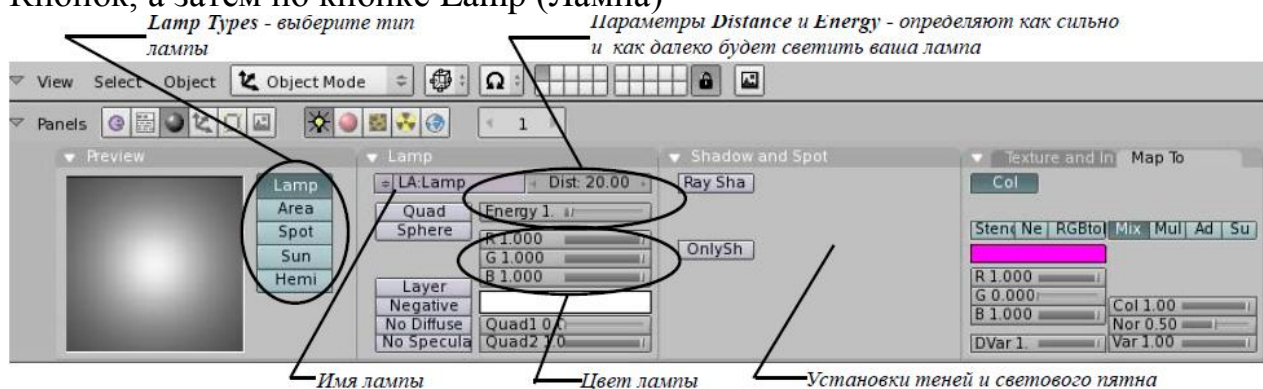 Кнопок, а затем по кнопке Lamp (Лампа)
Lamp Types - выберите тип
лампы
Параметры Distance и Energy - определяют как сильно
и как далеко будет светить ваша лампа
View Select Object Object Mode
Panels 1
Preview
Lamp
Area
Spot
Sun
Hemi
Lamp
LA:Lamp Dist: 20.00
Quad Energy 1.
Sphere R 1.000
G 1.000
B 1.000
Layer
Negative
No Diffuse Quad1 0.0
No Specula Quad2 1.0
Shadow and Spot
Ray Sha
OnlySh
Texture and In Map To
Col
Stenc Ne RGBtoI Mix Mul Ad Su
R 1.000
G 0.000
B 1.000 Col 1.00
Nor 0.50
DVar 1. Var 1.00
Имя лампы Цвет лампы Установки теней и светового пятна